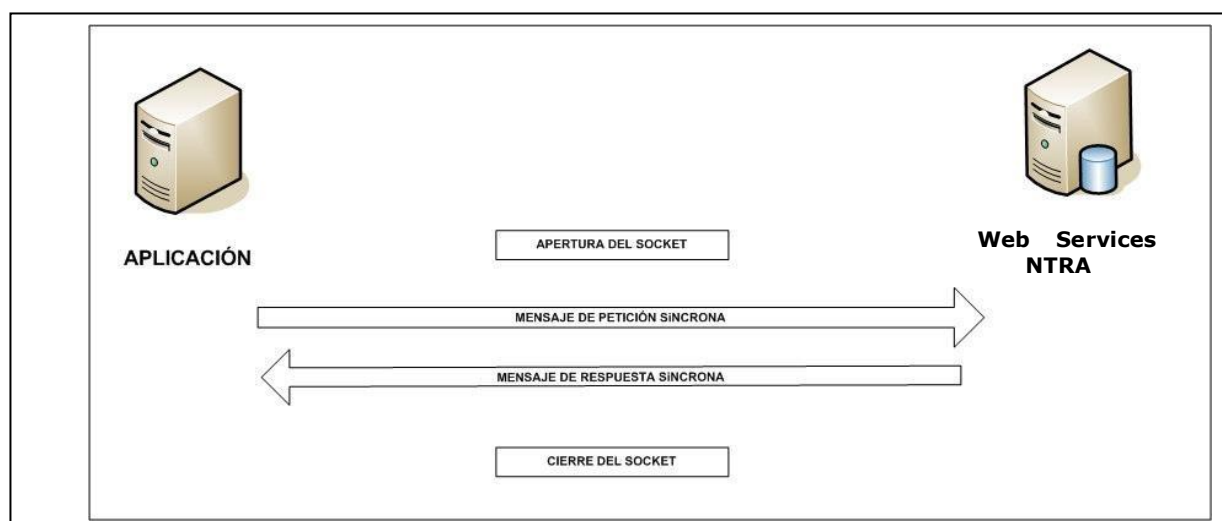 APLICACIÓN
APERTURA DEL SOCKET
Web Services
NTRA
MENSAJE DE PETICIÓN SíNCRONA
MENSAJE DE RESPUESTA SíNCRONA
CIERRE DEL SOCKET